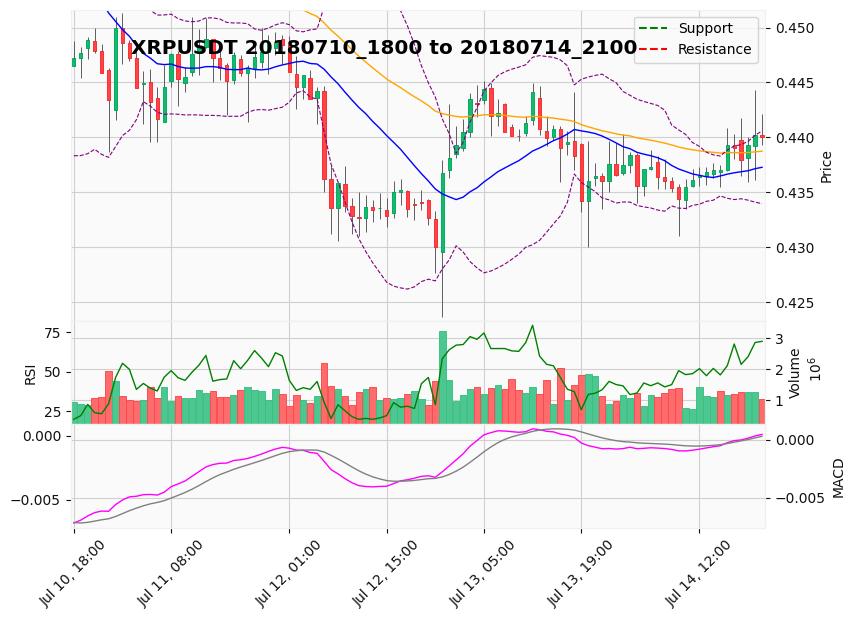 XRPUSDT 20180710_1800 to 20180714_2100
Support
Resistance
0.450
0.445
0.440
0.435
0.430
0.425
Price
75
50
25
RSI
3
2
1
Volume
10^6
0.000
−0.005
0.000
−0.005
MACD
Jul 10, 18:00
Jul 11, 08:00
Jul 12, 01:00
Jul 12, 15:00
Jul 13, 05:00
Jul 13, 19:00
Jul 14, 12:00